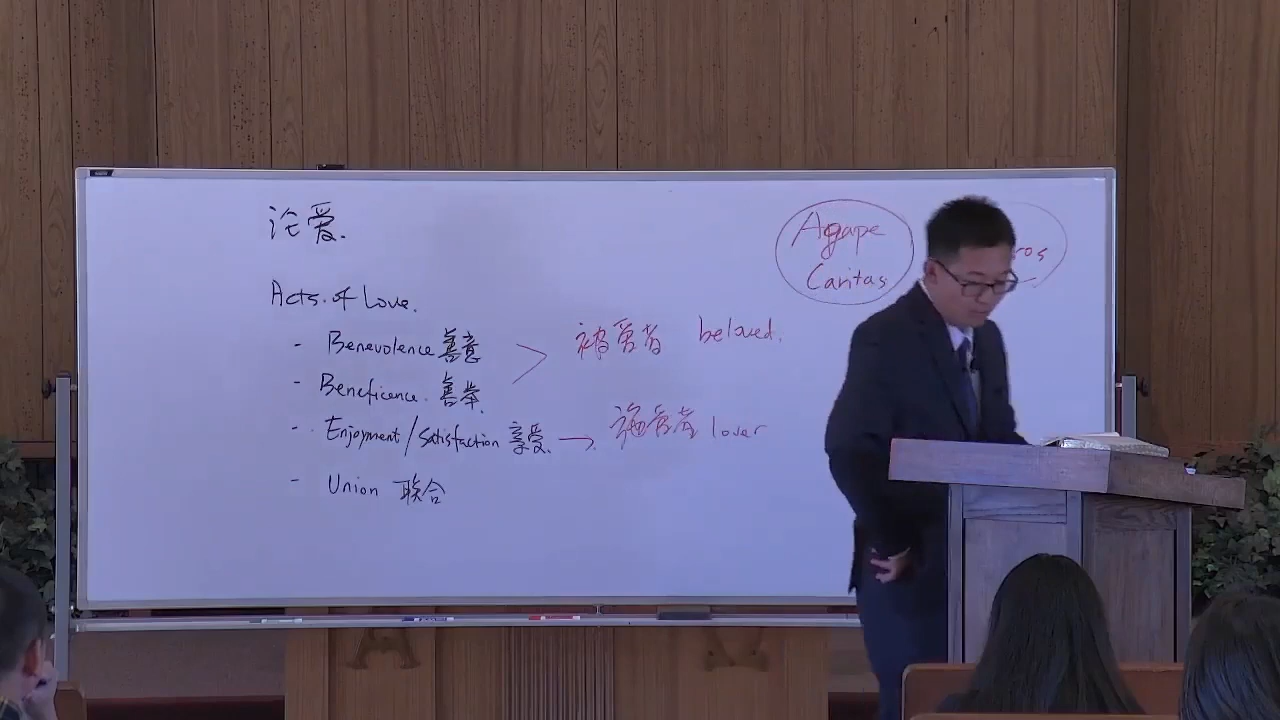 论爱.
Acts. of Love.
- Benevolence 善意
- Beneficence. 善举.
- Enjoyment/Satisfaction 享受. →
- Union 联合
被爱者 beloved.
施爱者 lover
Agape
Caritas
ros
A Ω